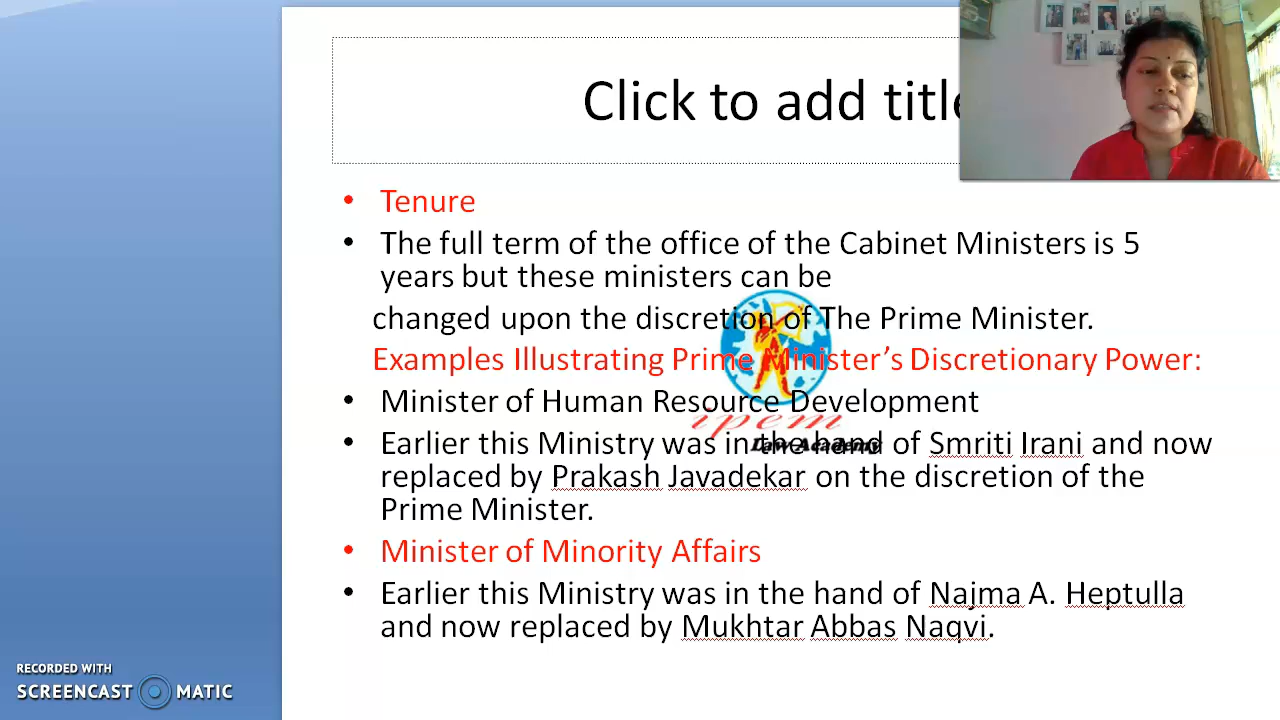 Click to add title
Tenure
The full term of the office of the Cabinet Ministers is 5
years but these ministers can be
changed upon the discretion of The Prime Minister.
Examples Illustrating Prime Minister's Discretionary Power:
Minister of Human Resource Development
ipem
Law Academy
Earlier this Ministry was in the hand of Smriti Irani and now
replaced by Prakash Javadekar on the discretion of the
Prime Minister.
Minister of Minority Affairs
Earlier this Ministry was in the hand of Najma A. Heptulla
and now replaced by Mukhtar Abbas Naqvi.
RECORDED WITH
SCREENCAST MATIC